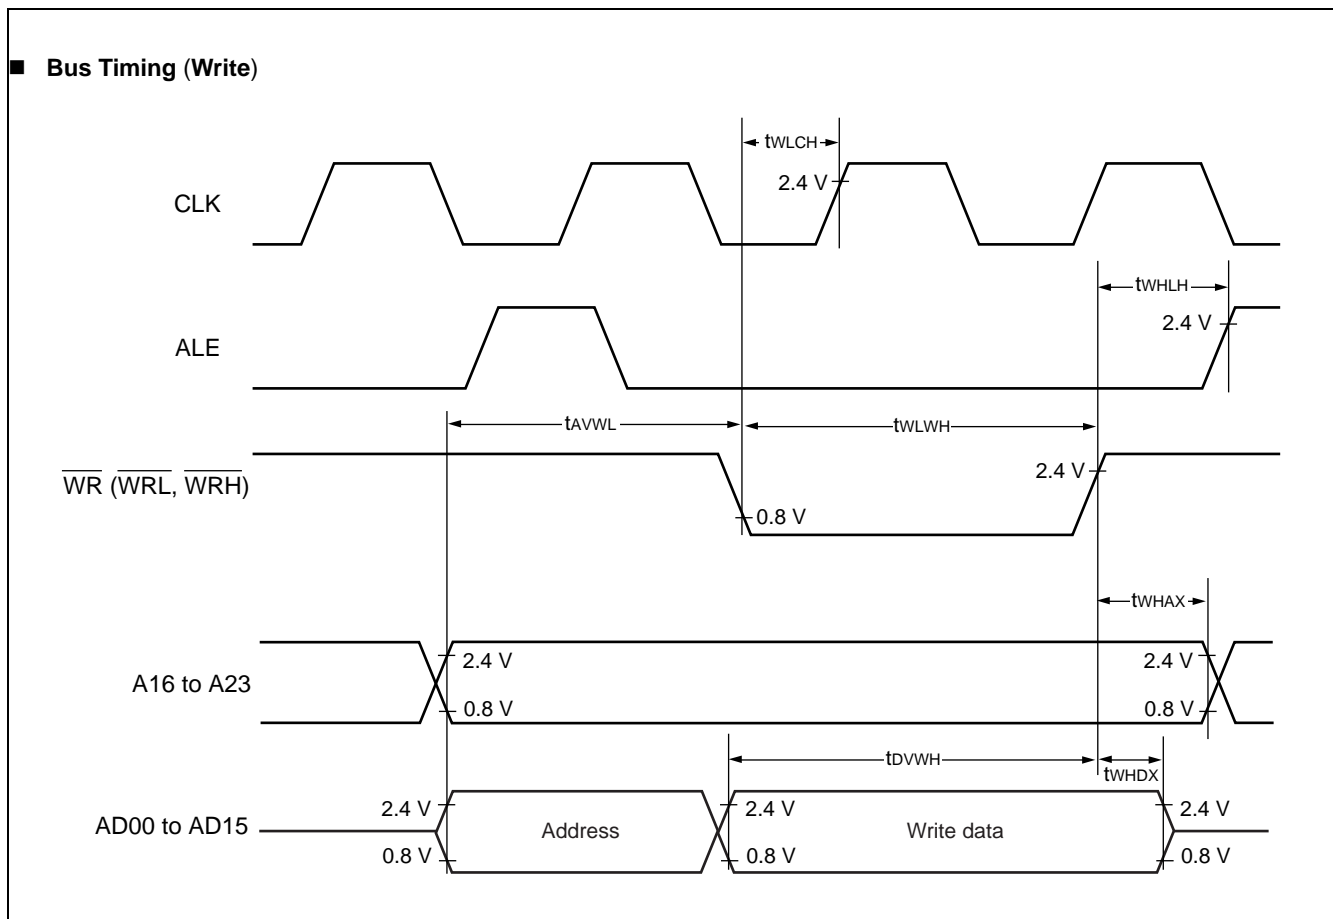 ■ Bus Timing (Write)
tWLCH
2.4 V
CLK
tWHLH
2.4 V
ALE
tAVWL
tWLWH
2.4 V
WR (WRL, WRH)
0.8 V
tWHAX
2.4 V
2.4 V
A16 to A23
0.8 V
0.8 V
tDVWH
tWHDX
2.4 V
2.4 V
2.4 V
AD00 to AD15
Address
Write data
0.8 V
0.8 V
0.8 V